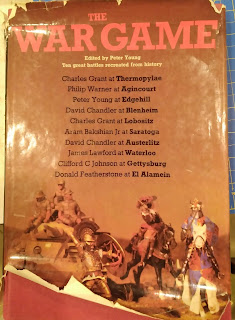 THE
WAR GAME
Edited by Peter Young
Ten great battles recreated from history
Charles Grant at Thermopylae
Philip Warner at Agincourt
Peter Young at Edgehill
David Chandler at Blenheim
Charles Grant at Lobositz
Aram Bakshian Jr at Saratoga
David Chandler at Austerlitz
James Lawford at Waterloo
Clifford C Johnson at Gettysburg
Donald Featherstone at El Alamein